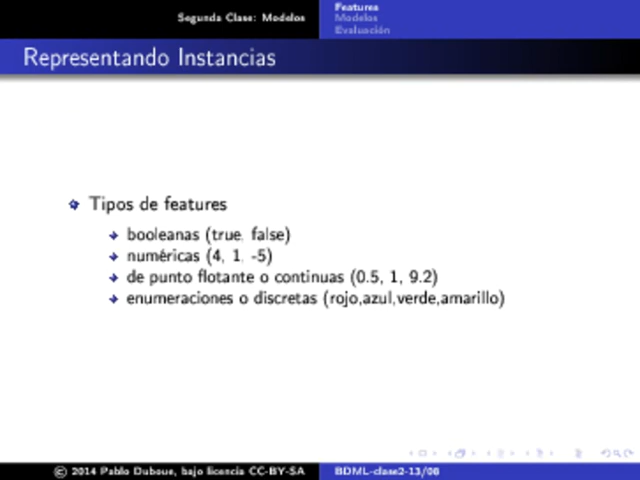 Segunda Clase: Modelos
Features
Modelos
Evaluación
Representando Instancias
Tipos de features
booleanas (true, false)
numéricas (4, 1, -5)
de punto flotante o continuas (0.5, 1, 9.2)
enumeraciones o discretas (rojo,azul,verde,amarillo)
© 2014 Pablo Duboue, bajo licencia CC-BY-SA
BDML-clase2-13/08